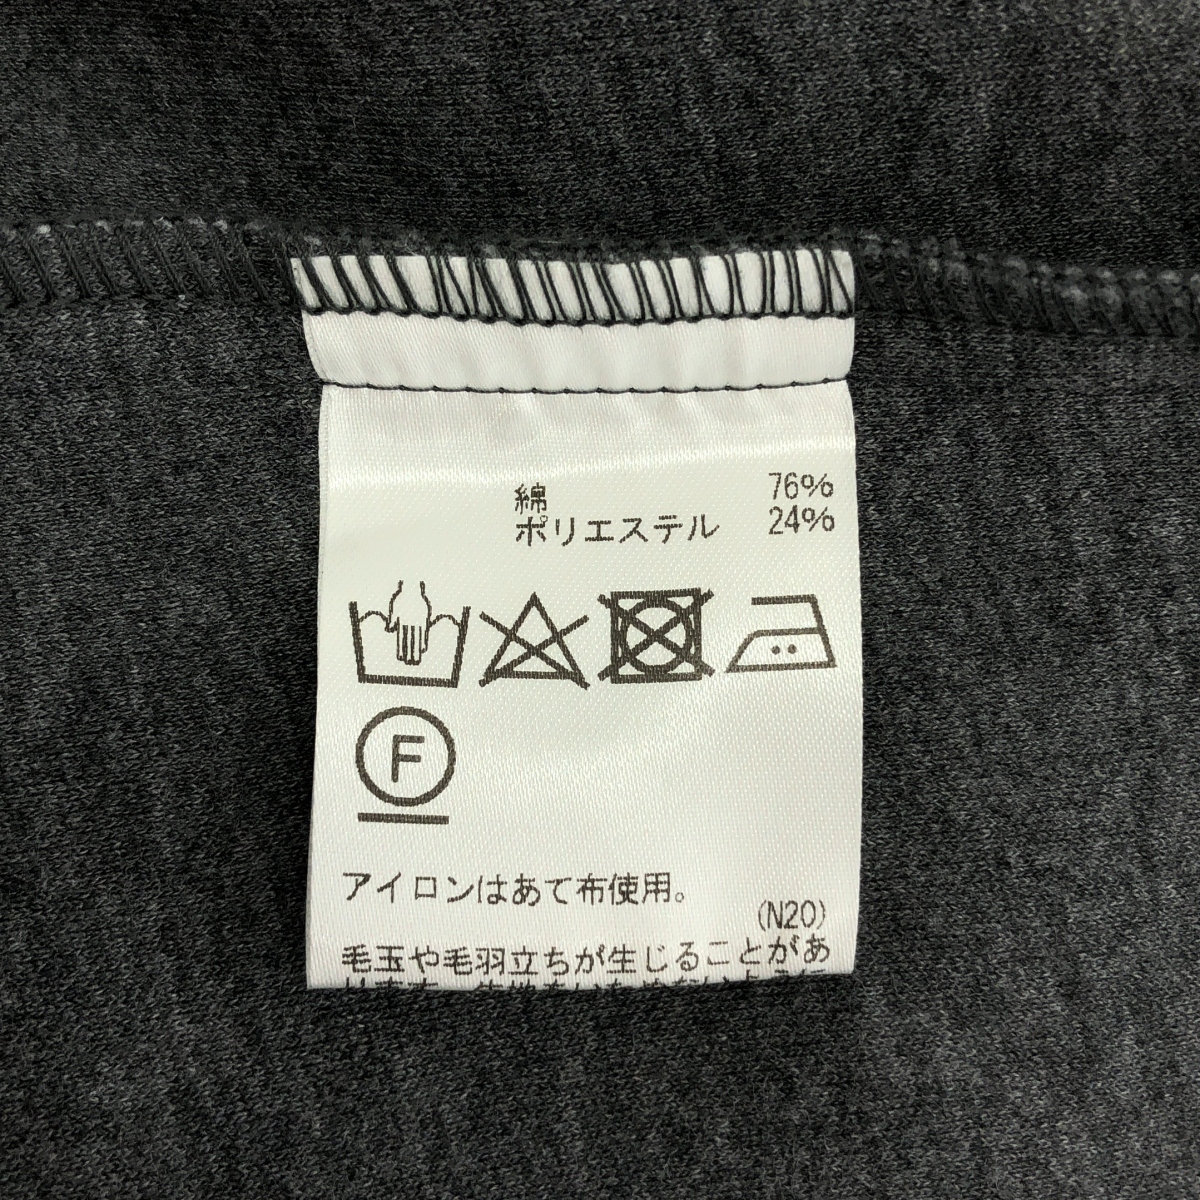 綿 76%
ポリエステル 24%
F
アイロンはあて布使用。
(N20)
毛玉や毛羽立ちが生じることがあ